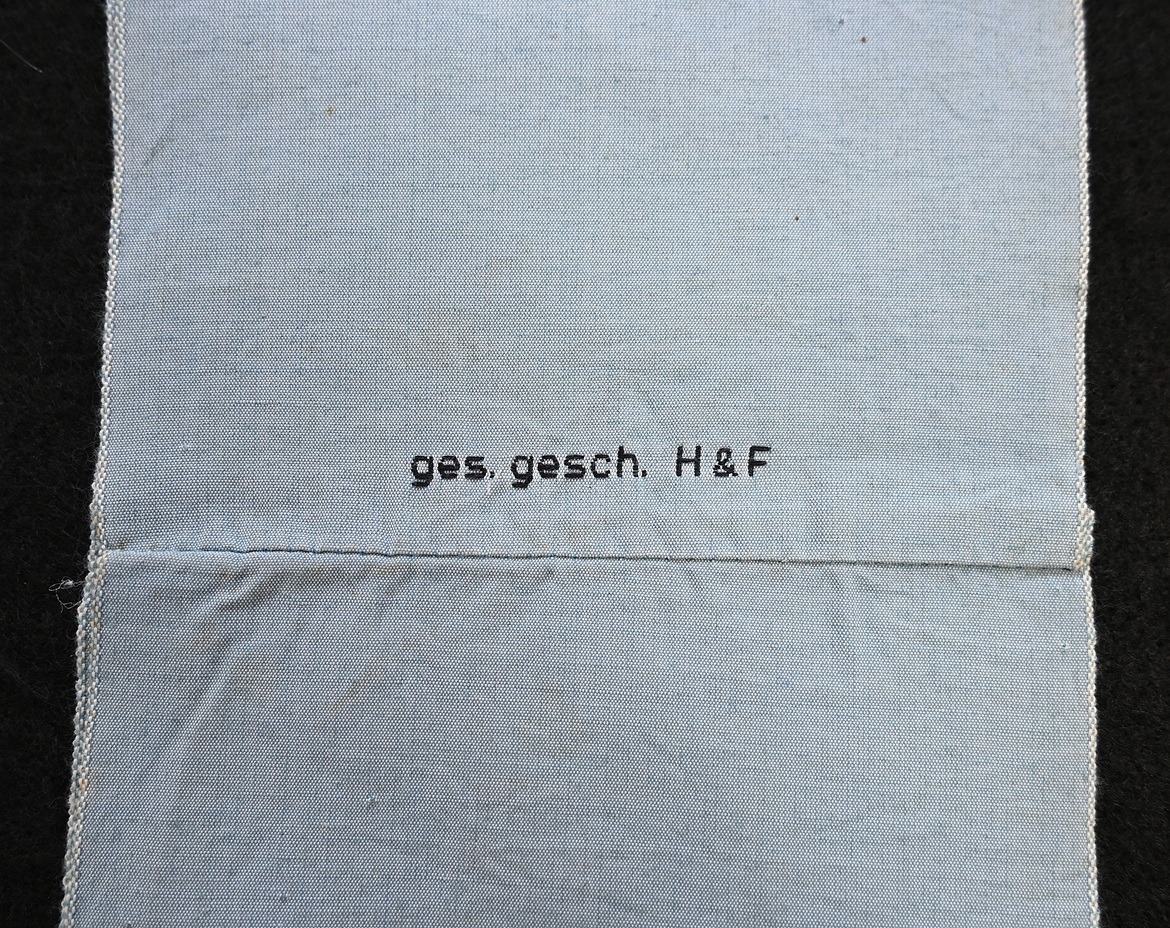 ges. gesch. H & F